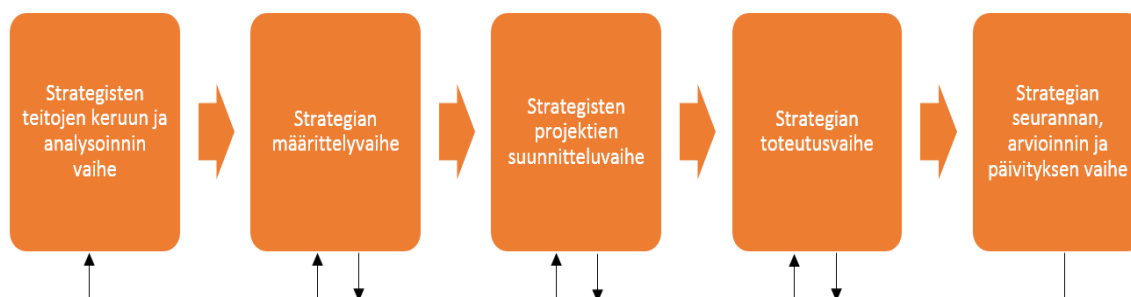 Strategisten
teitojen keruun ja
analysoinnin
vaihe
Strategian
määrittelyvaihe
Strategisten
projektien
suunnitteluvaihe
Strategian
toteutusvaihe
Strategian
seurannan,
arvioinnin ja
päivityksen vaihe